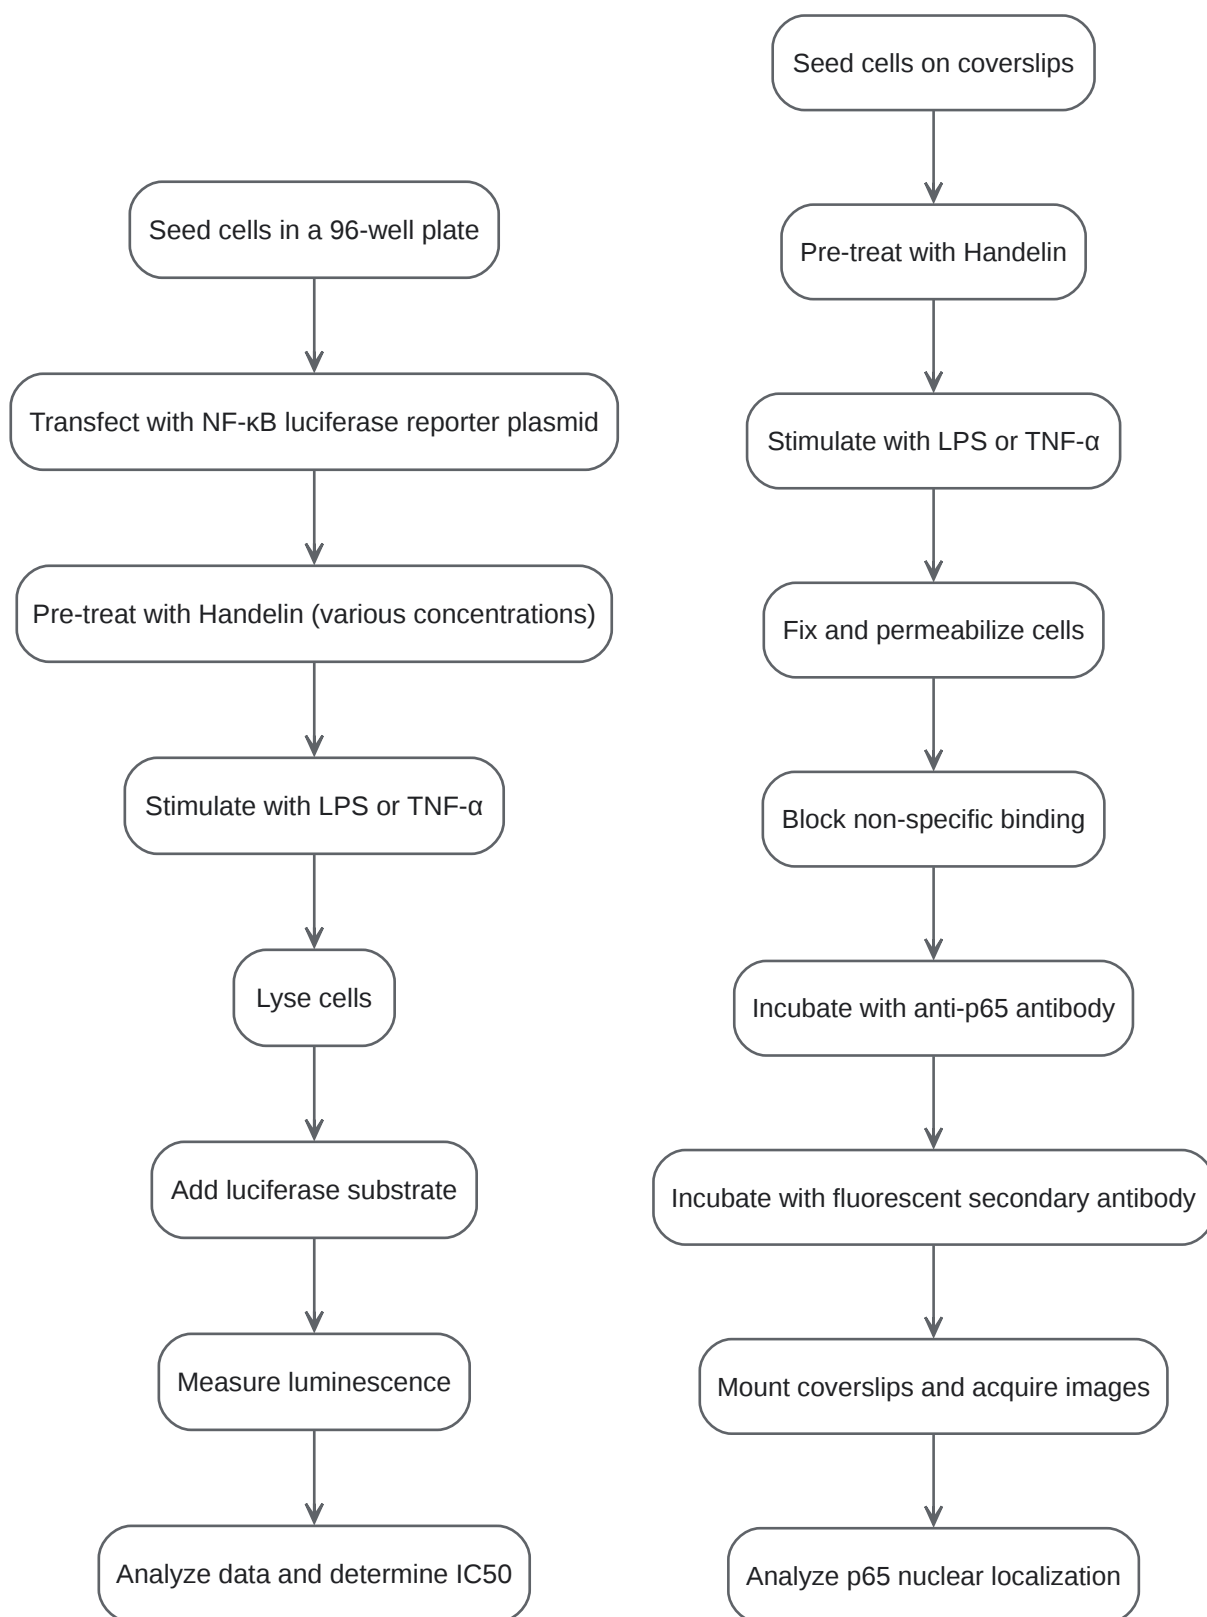 Seed cells in a 96-well plate
Transfect with NF-κB luciferase reporter plasmid
Pre-treat with Handelin (various concentrations)
Stimulate with LPS or TNF-α
Lyse cells
Add luciferase substrate
Measure luminescence
Analyze data and determine IC50
Seed cells on coverslips
Pre-treat with Handelin
Stimulate with LPS or TNF-α
Fix and permeabilize cells
Block non-specific binding
Incubate with anti-p65 antibody
Incubate with fluorescent secondary antibody
Mount coverslips and acquire images
Analyze p65 nuclear localization